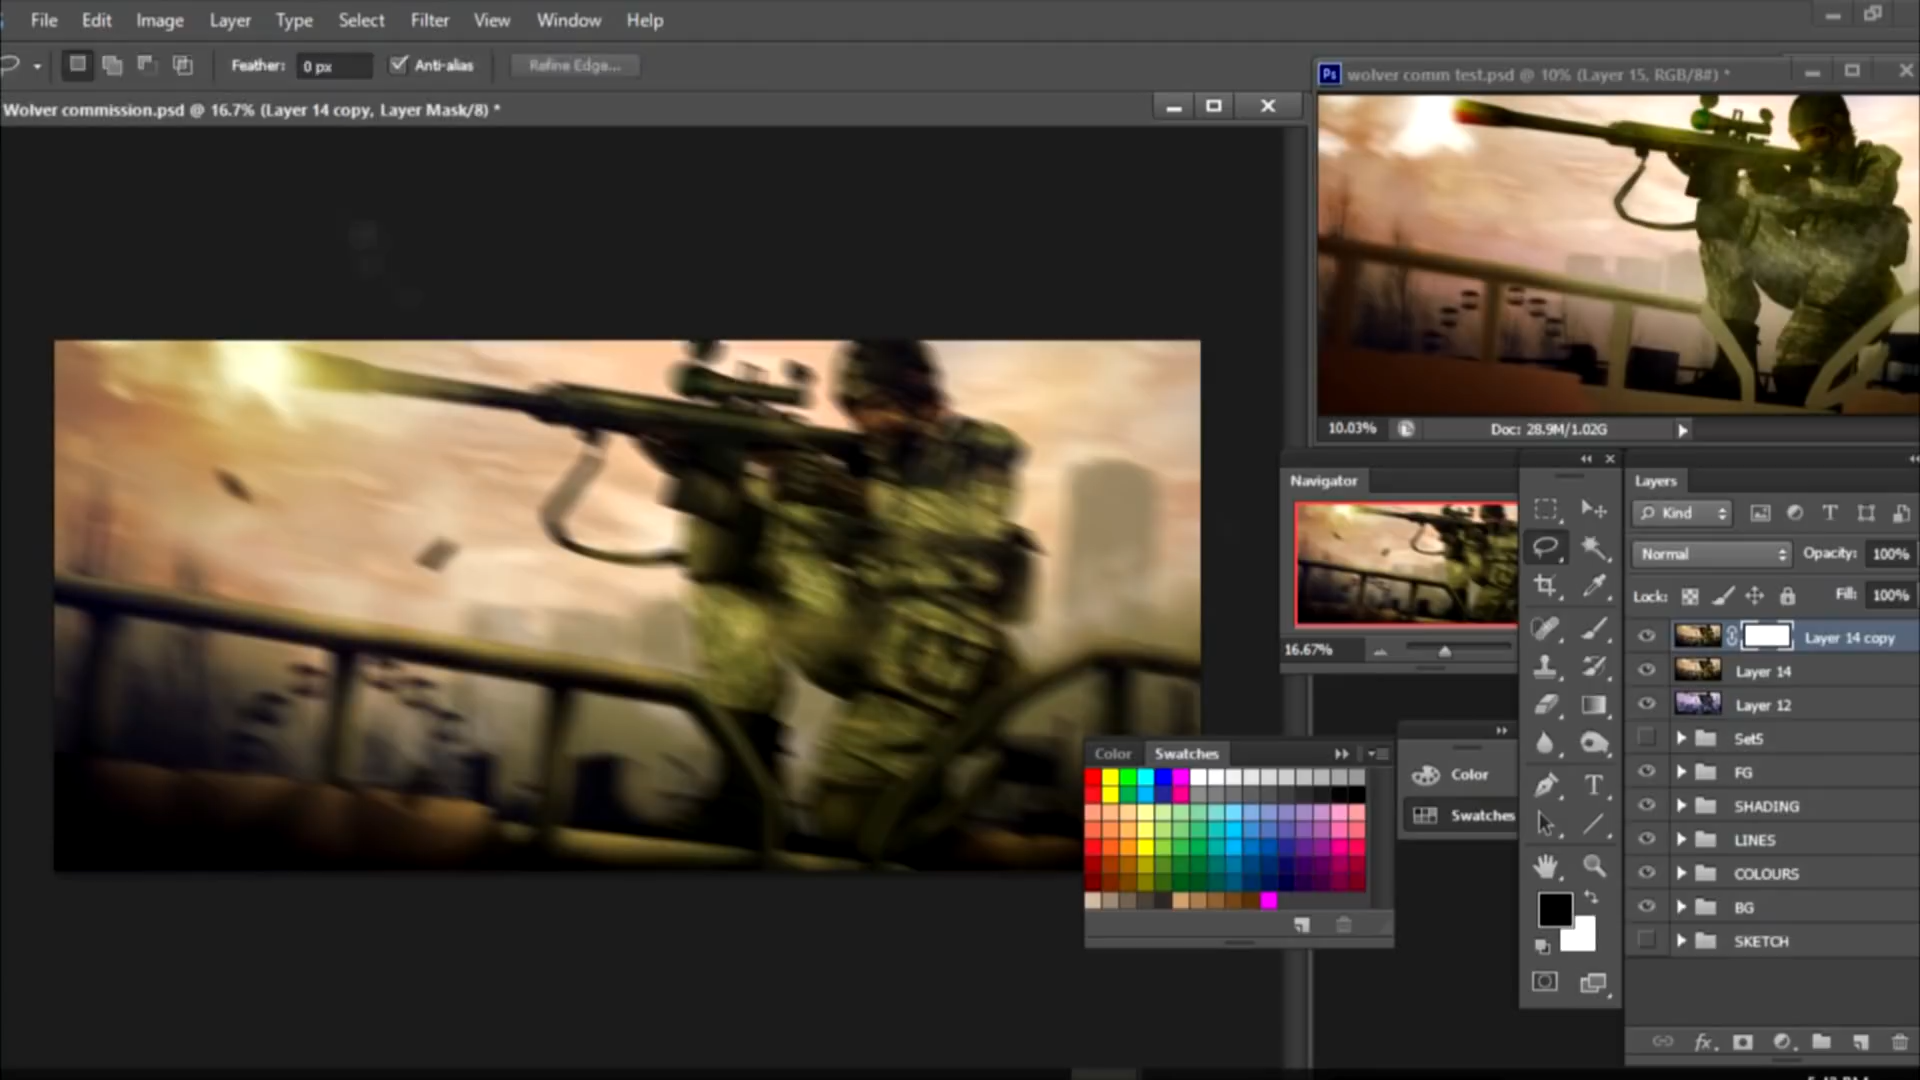 File Edit Image Layer Type Select Filter View Window Help
Feather: 0 px Anti-alias Refine Edge...
Ps wolver comm test.psd @ 10% (Layer 15, RGB/8#) *
Wolver commission.psd @ 16.7% (Layer 14 copy, Layer Mask/8) *
10.03% Doc: 28.9M/1.02G
Navigator
Layers
Kind
Normal Opacity: 100%
Lock: Fill: 100%
16.67%
Layer 14 copy
Layer 14
Layer 12
Set5
FG
SHADING
LINES
COLOURS
BG
SKETCH
Color Swatches
Color
Swatches